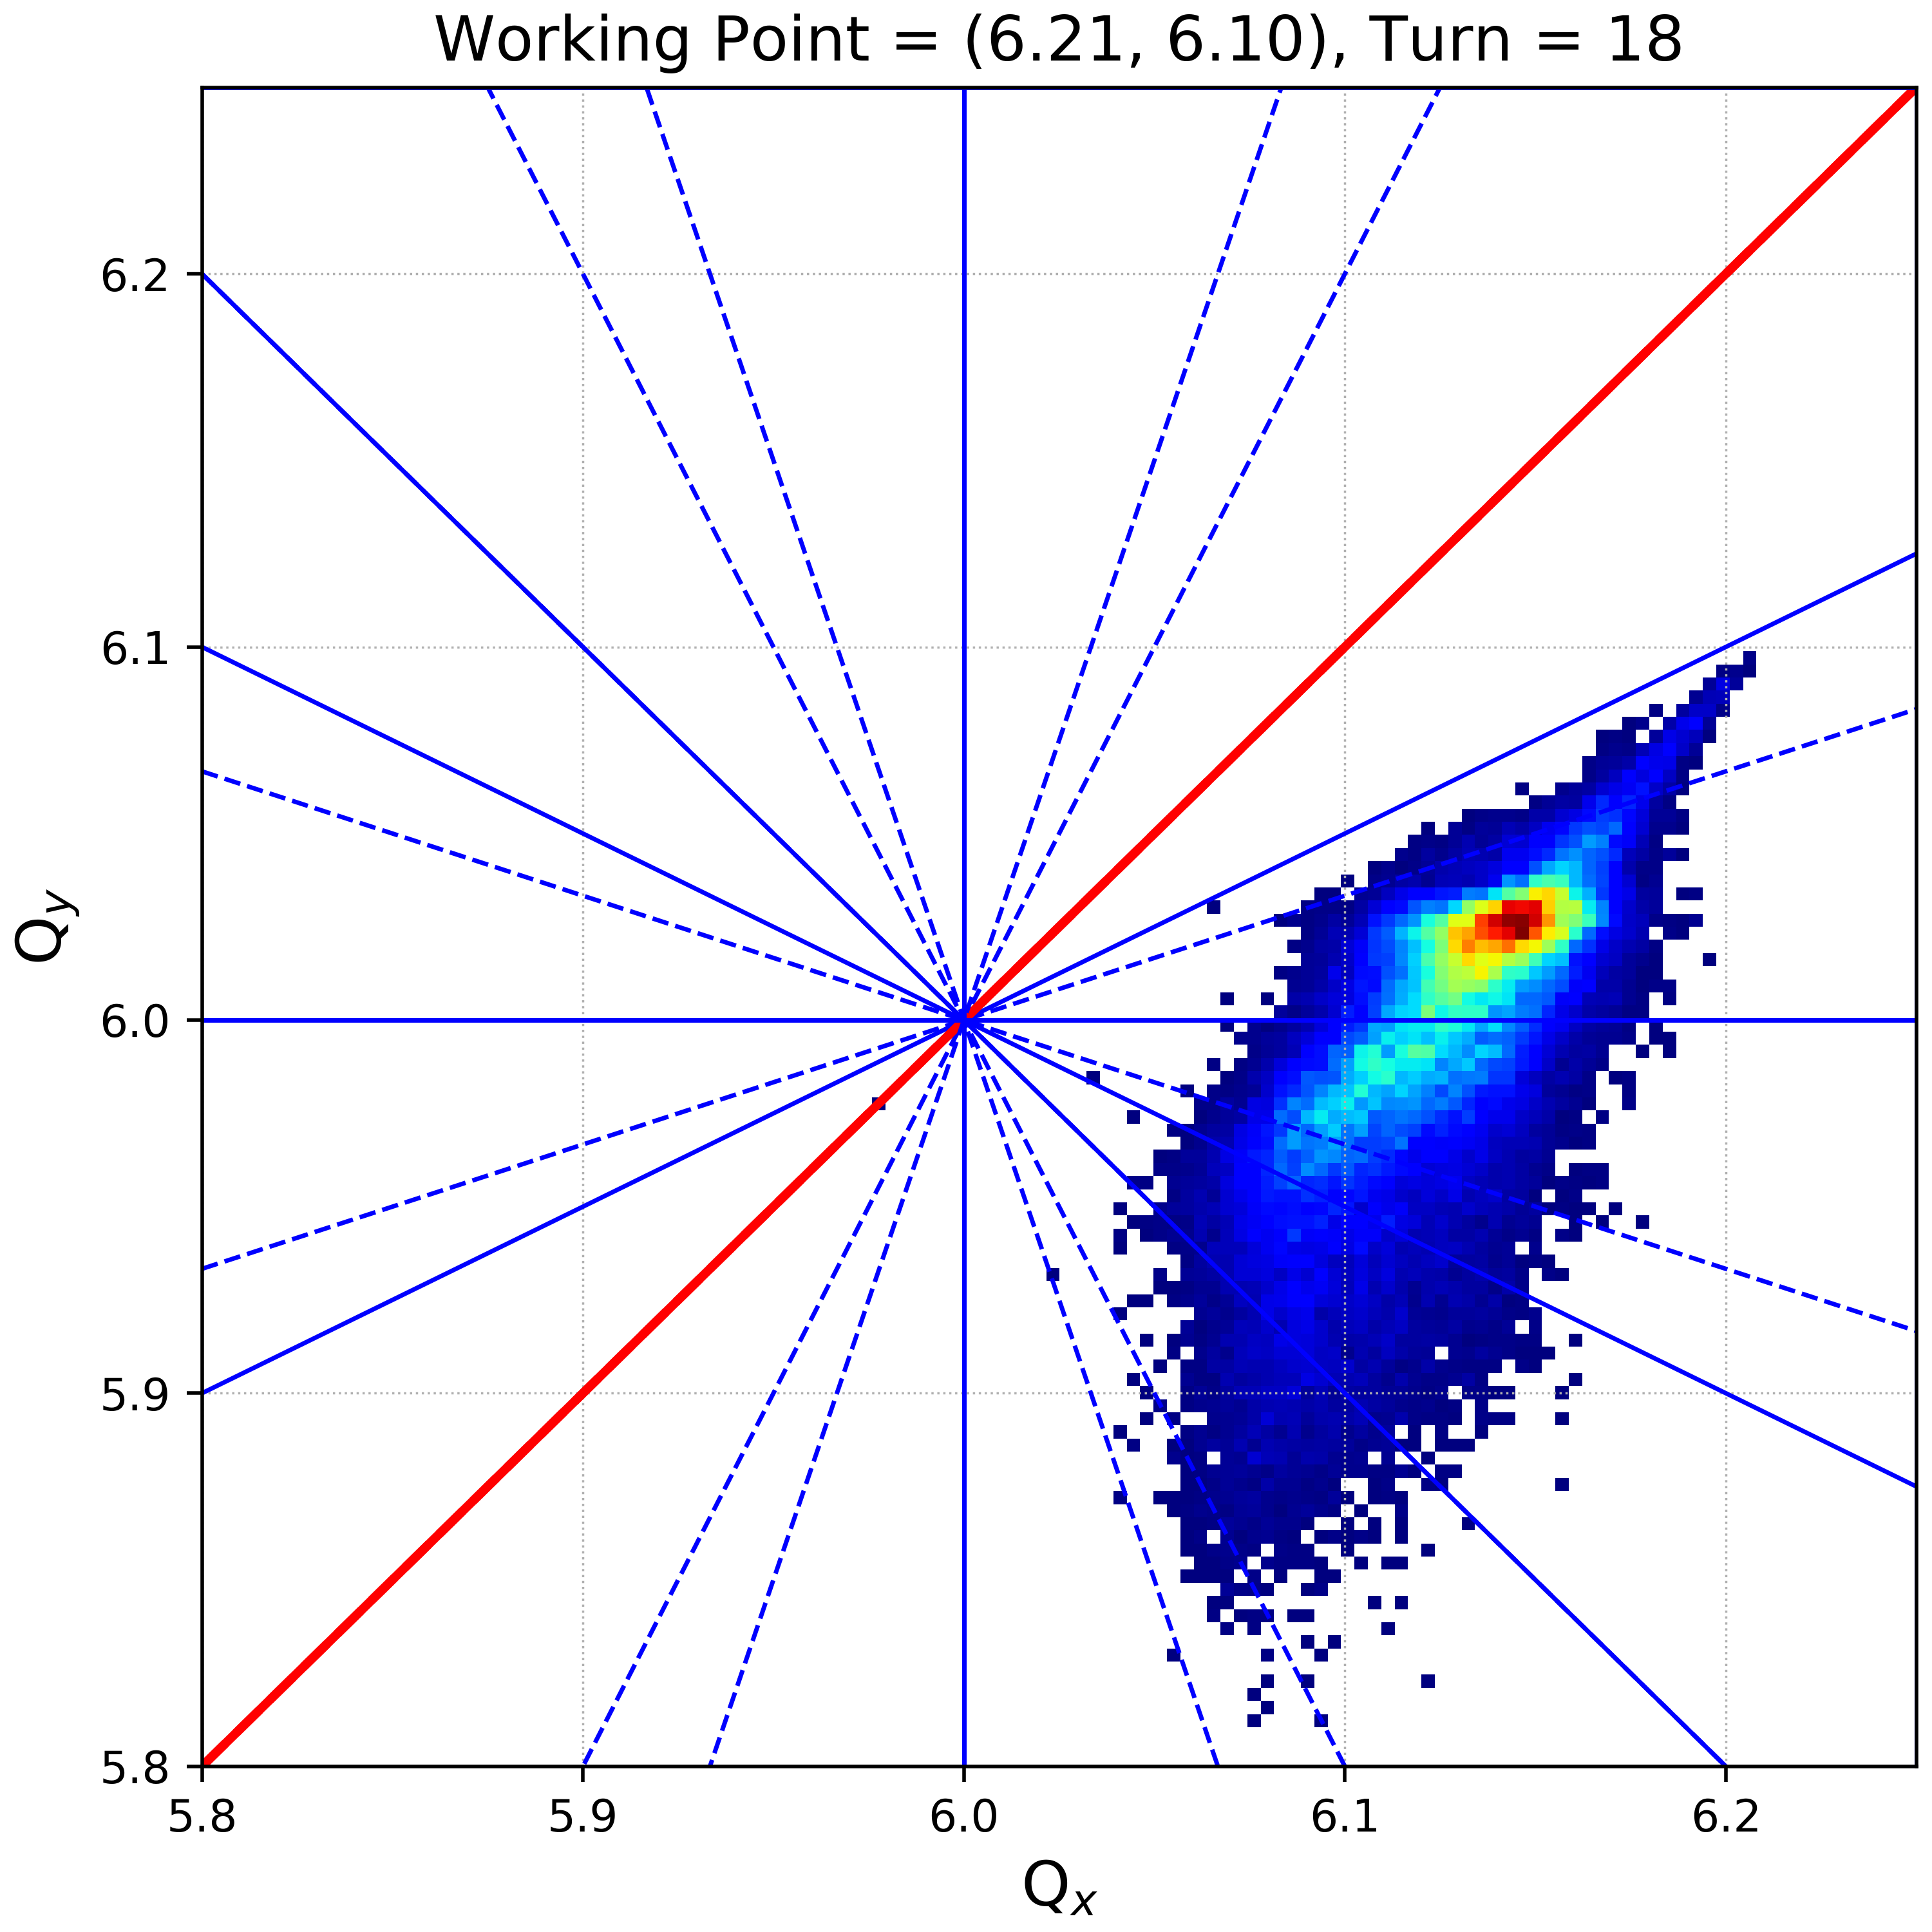 Working Point = (6.21, 6.10), Turn = 18
6.2
6.1
6.0
5.9
5.8
Qy
5.8 5.9 6.0 6.1 6.2
Qx